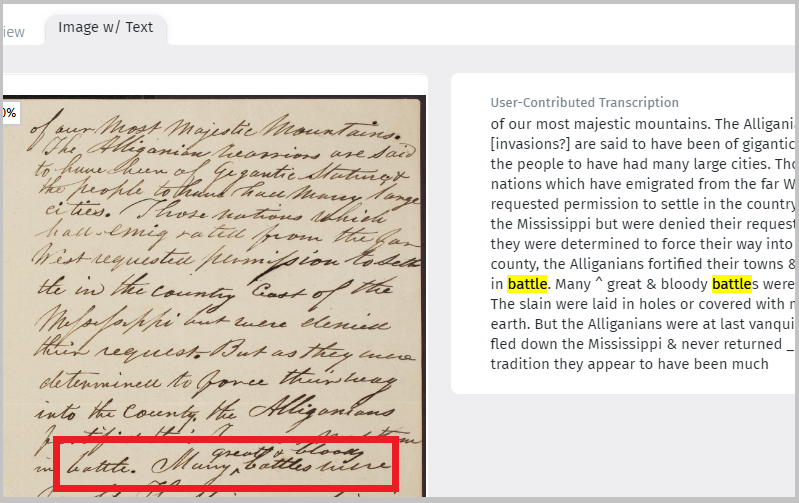 iew
Image w/ Text
0%
of our Most Majestic Mountains.
The Alliganian warriors are said
to have been of Gigantic Stature &
the people to have had Many large
cities. Those nations which
had emig rated from the far
West requested permission to sett
tle in the country East of the
Mississippi but were denied
their request. But as they were
determined to force their way
into the County, the Alliganians
great & bloody
in battle. Many ^ battles were
User-Contributed Transcription
of our most majestic mountains. The Alligani
[invasions?] are said to have been of gigantic
the people to have had many large cities. Tho
nations which have emigrated from the far W
requested permission to settle in the country
the Mississippi but were denied their request
they were determined to force their way into
county, the Alliganians fortified their towns &
in battle. Many ^ great & bloody battles were
The slain were laid in holes or covered with
earth. But the Alliganians were at last vanqui
fled down the Mississippi & never returned _
tradition they appear to have been much